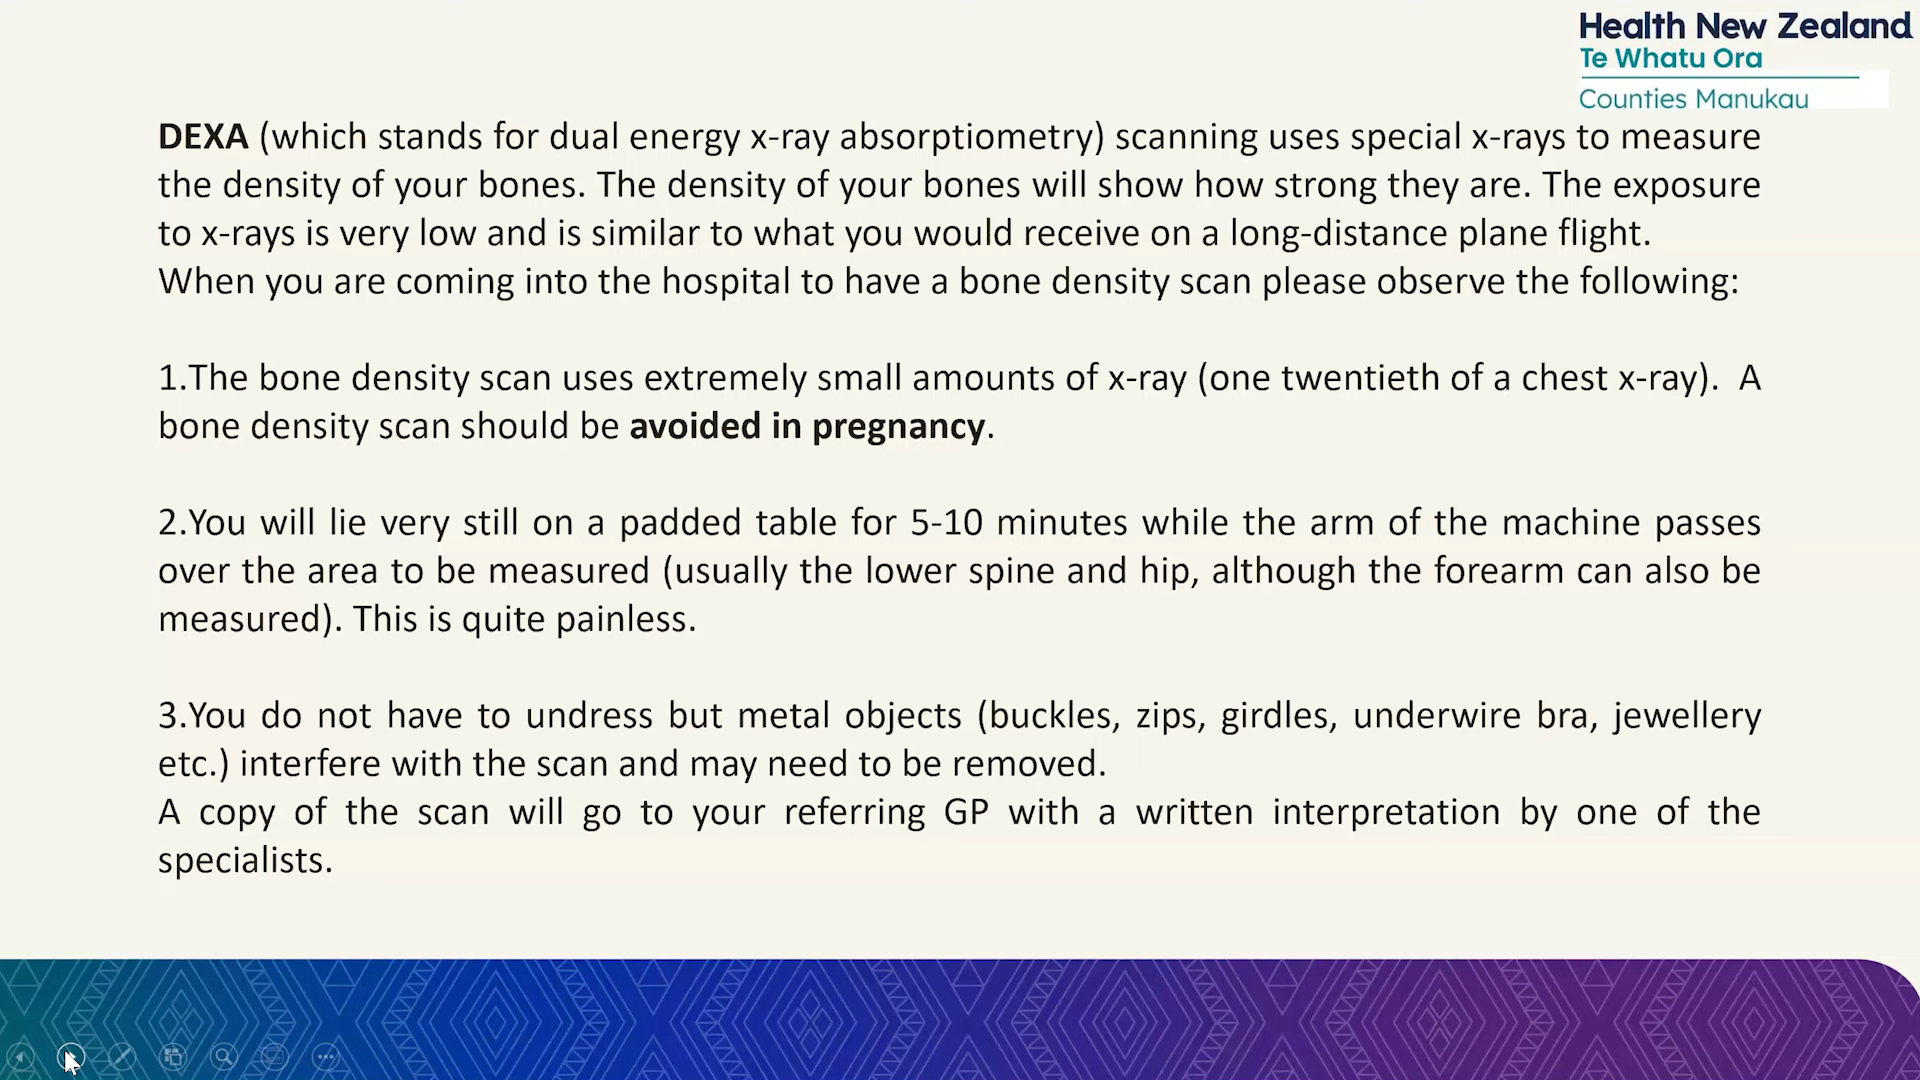 Health New Zealand
Te Whatu Ora
Counties Manukau
DEXA (which stands for dual energy x-ray absorptiometry) scanning uses special x-rays to measure
the density of your bones. The density of your bones will show how strong they are. The exposure
to x-rays is very low and is similar to what you would receive on a long-distance plane flight.
When you are coming into the hospital to have a bone density scan please observe the following:
1.The bone density scan uses extremely small amounts of x-ray (one twentieth of a chest x-ray).  A
bone density scan should be avoided in pregnancy.
2.You will lie very still on a padded table for 5-10 minutes while the arm of the machine passes
over the area to be measured (usually the lower spine and hip, although the forearm can also be
measured). This is quite painless.
3.You do not have to undress but metal objects (buckles, zips, girdles, underwire bra, jewellery
etc.) interfere with the scan and may need to be removed.
A copy of the scan will go to your referring GP with a written interpretation by one of the
specialists.